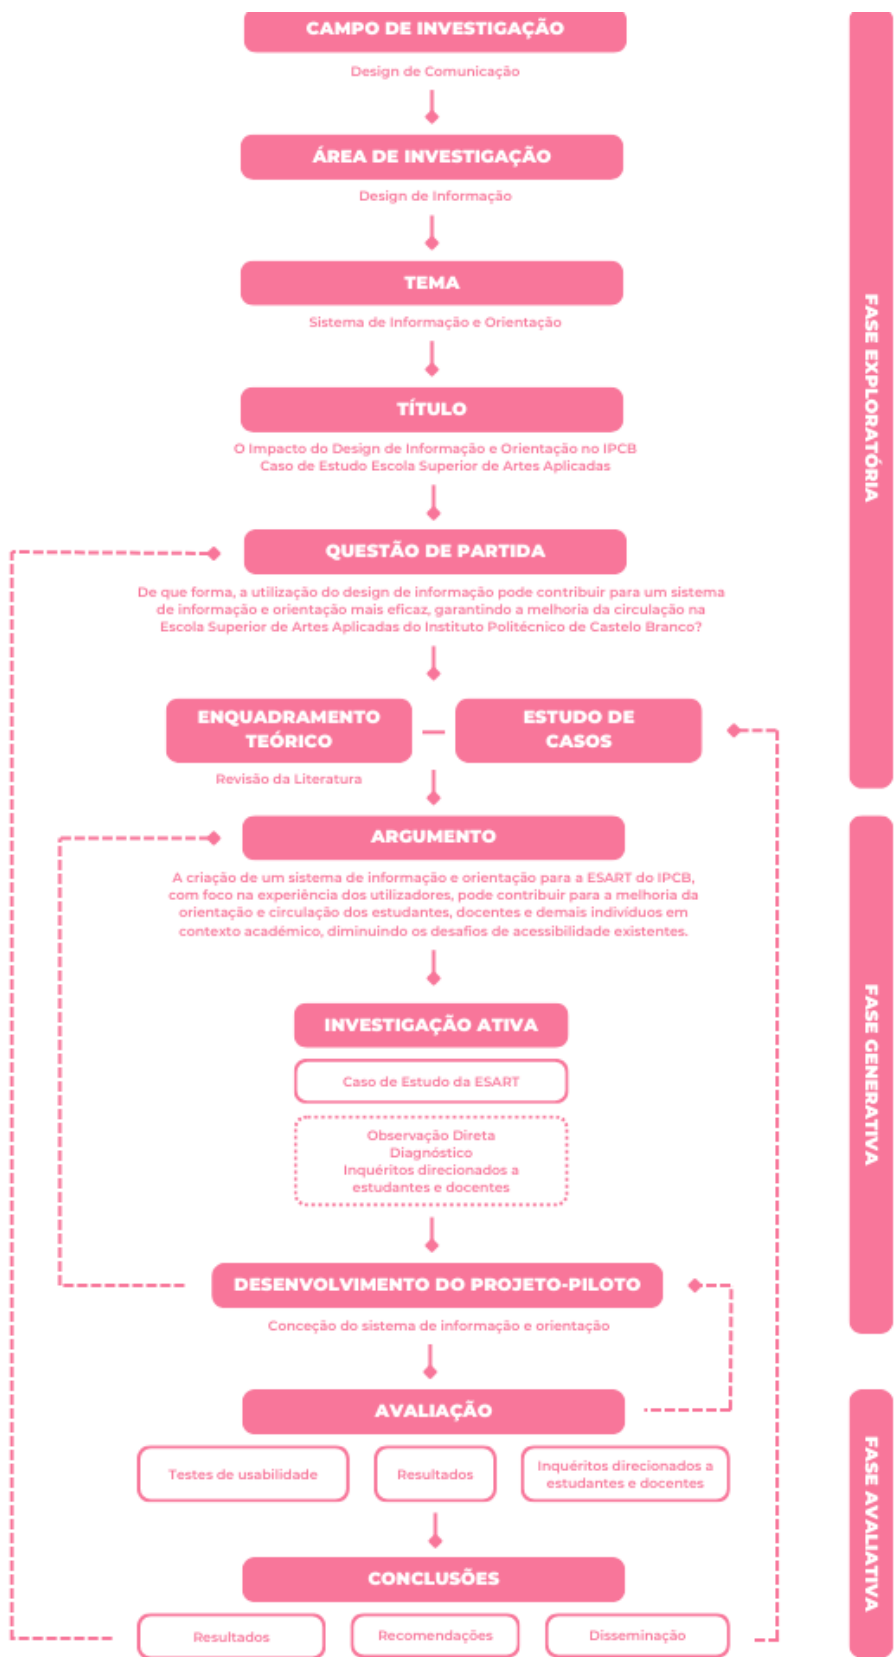 CAMPO DE INVESTIGAÇÃO
Design de Comunicação
ÁREA DE INVESTIGAÇÃO
Design de Informação
TEMA
Sistema de Informação e Orientação
TÍTULO
O Impacto do Design de Informação e Orientação no IPCB
Caso de Estudo Escola Superior de Artes Aplicadas
QUESTÃO DE PARTIDA
De que forma, a utilização do design de informação pode contribuir para um sistema
de informação e orientação mais eficaz, garantindo a melhoria da circulação na
Escola Superior de Artes Aplicadas do Instituto Politécnico de Castelo Branco?
ENQUADRAMENTO
TEÓRICO
Revisão da Literatura
ESTUDO DE
CASOS
FASE EXPLORATÓRIA
ARGUMENTO
A criação de um sistema de informação e orientação para a ESART do IPCB,
com foco na experiência dos utilizadores, pode contribuir para a melhoria da
orientação e circulação dos estudantes, docentes e demais indivíduos em
contexto académico, diminuindo os desafios de acessibilidade existentes.
INVESTIGAÇÃO ATIVA
Caso de Estudo da ESART
Observação Direta
Diagnóstico
Inquéritos direcionados a
estudantes e docentes
DESENVOLVIMENTO DO PROJETO-PILOTO
Conceção do sistema de informação e orientação
FASE GENERATIVA
AVALIAÇÃO
Testes de usabilidade
Resultados
Inquéritos direcionados a
estudantes e docentes
CONCLUSÕES
Resultados
Recomendações
Disseminação
FASE AVALIATIVA